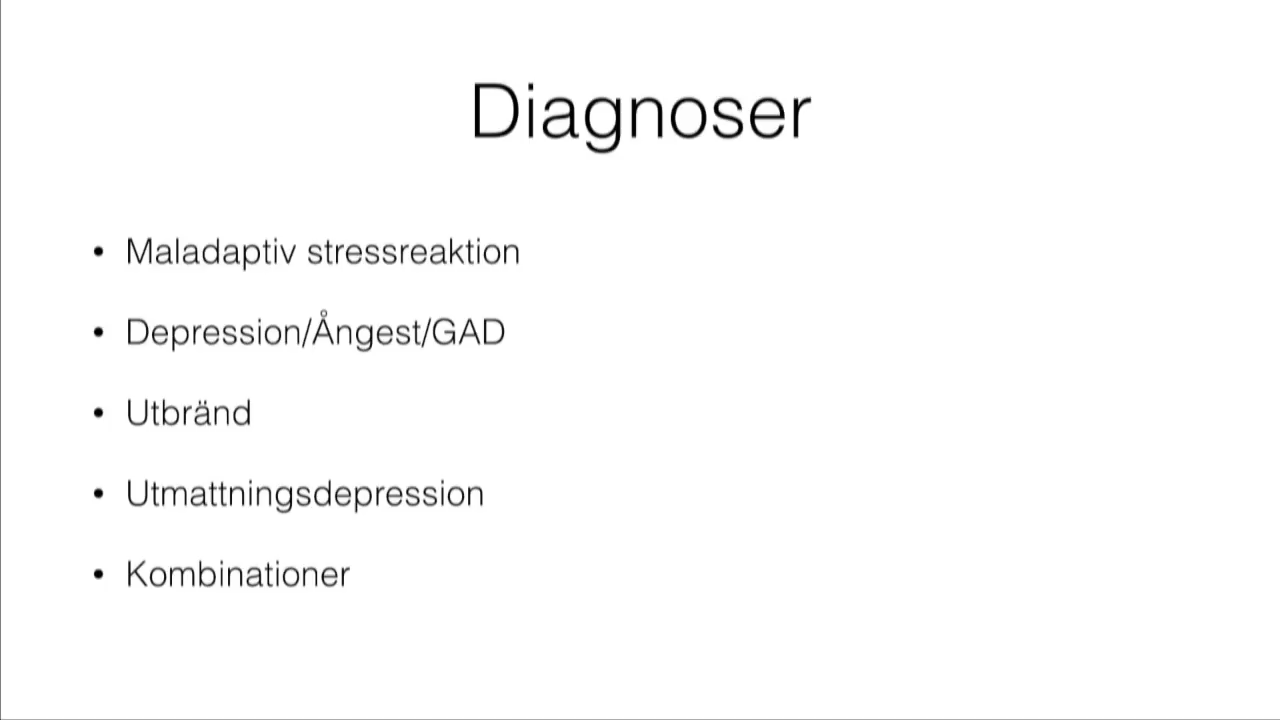 Diagnoser
• Maladaptiv stressreaktion
• Depression/Ångest/GAD
• Utbränd
• Utmattningsdepression
• Kombinationer